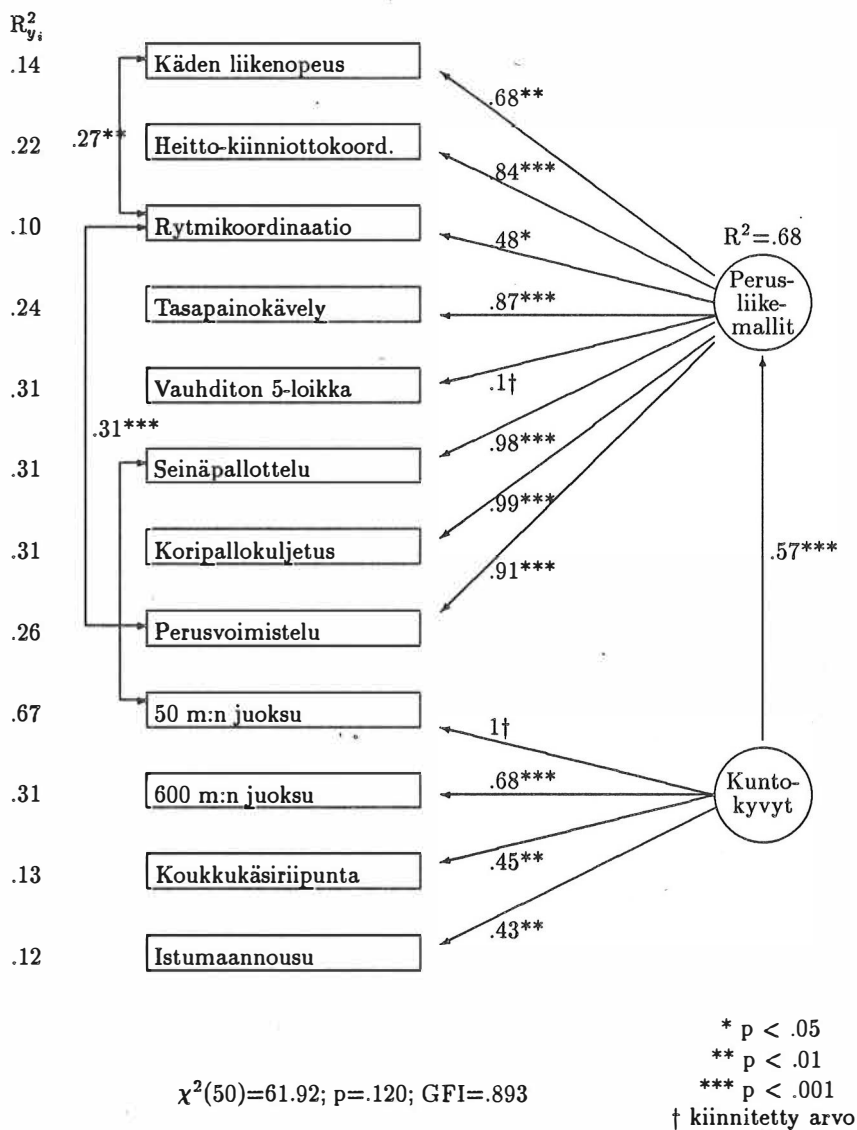 R²yᵢ
.14 Käden liikenopeus
.68**
.27**
.22 Heitto-kiinniottokoord.
.84***
.10 Rytmikoordinaatio
.48*
R²=.68
Perus-
liike-
mallit
.24 Tasapainokävely
.87***
.31 Vauhditon 5-loikka
.1†
.31***
.31 Seinäpallottelu
.98***
.99***
.31 Koripallokuljetus
.91***
.57***
.26 Perusvoimistelu
.67 50 m:n juoksu
1†
.31 600 m:n juoksu
.68***
Kunto-
kyvyt
.13 Koukkukäsiriipunta
.45**
.43**
.12 Istumaannousu
* p < .05
** p < .01
χ²(50)=61.92; p=.120; GFI=.893
*** p < .001
† kiinnitetty arvo